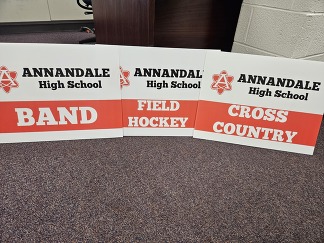 ANNANDALE
High School
BAND
ANNANDALE
High School
FIELD
HOCKEY
ANNANDALE
High School
CROSS
COUNTRY